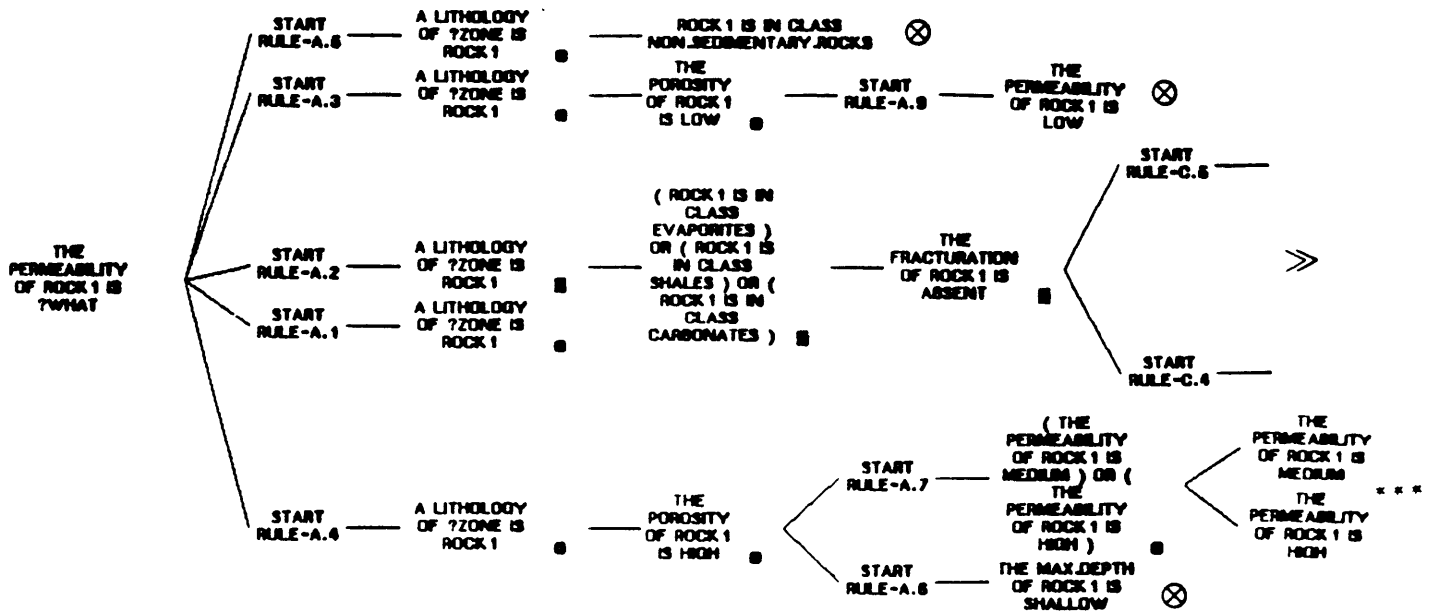 THE
PERMEABILITY
OF ROCK1 IS
?WHAT
START
RULE-A.5
A LITHOLOGY
OF ?ZONE IS
ROCK1
ROCK1 IS IN CLASS
NON.SEDIMENTARY.ROCKS
START
RULE-A.3
A LITHOLOGY
OF ?ZONE IS
ROCK1
THE
POROSITY
OF ROCK1
IS LOW
START
RULE-A.9
THE
PERMEABILITY
OF ROCK1 IS
LOW
START
RULE-A.2
A LITHOLOGY
OF ?ZONE IS
ROCK1
( ROCK1 IS IN
CLASS
EVAPORITES )
OR ( ROCK1 IS
IN CLASS
SHALES ) OR (
ROCK1 IS IN
CLASS
CARBONATES )
THE
FRACTURATION
OF ROCK1 IS
ABSENT
START
RULE-C.5
START
RULE-C.4
START
RULE-A.1
A LITHOLOGY
OF ?ZONE IS
ROCK1
START
RULE-A.4
A LITHOLOGY
OF ?ZONE IS
ROCK1
THE
POROSITY
OF ROCK1
IS HIGH
START
RULE-A.7
( THE
PERMEABILITY
OF ROCK1 IS
MEDIUM ) OR (
THE
PERMEABILITY
OF ROCK1 IS
HIGH )
THE
PERMEABILITY
OF ROCK1 IS
MEDIUM
THE
PERMEABILITY
OF ROCK1 IS
HIGH
* * *
START
RULE-A.6
THE MAX.DEPTH
OF ROCK1 IS
SHALLOW